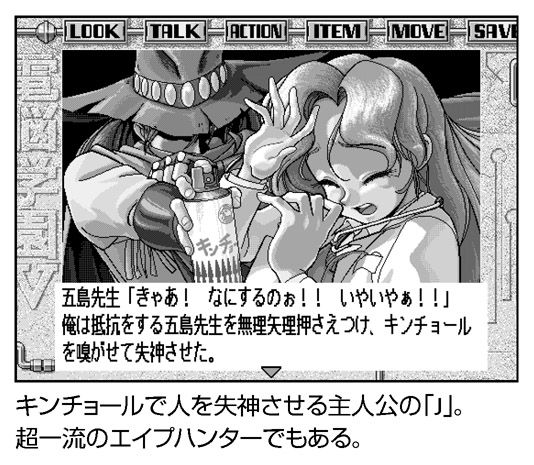 LOOK TALK ACTION ITEM MOVE SAVE
キンチョ
五島先生「きゃあ！　なにするのぉ！！　いやいやぁ！！」
俺は抵抗をする五島先生を無理矢理押さえつけ、キンチョール
を嗅がせて失神させた。
キンチョールで人を失神させる主人公の「J」。
超一流のエイプハンターでもある。